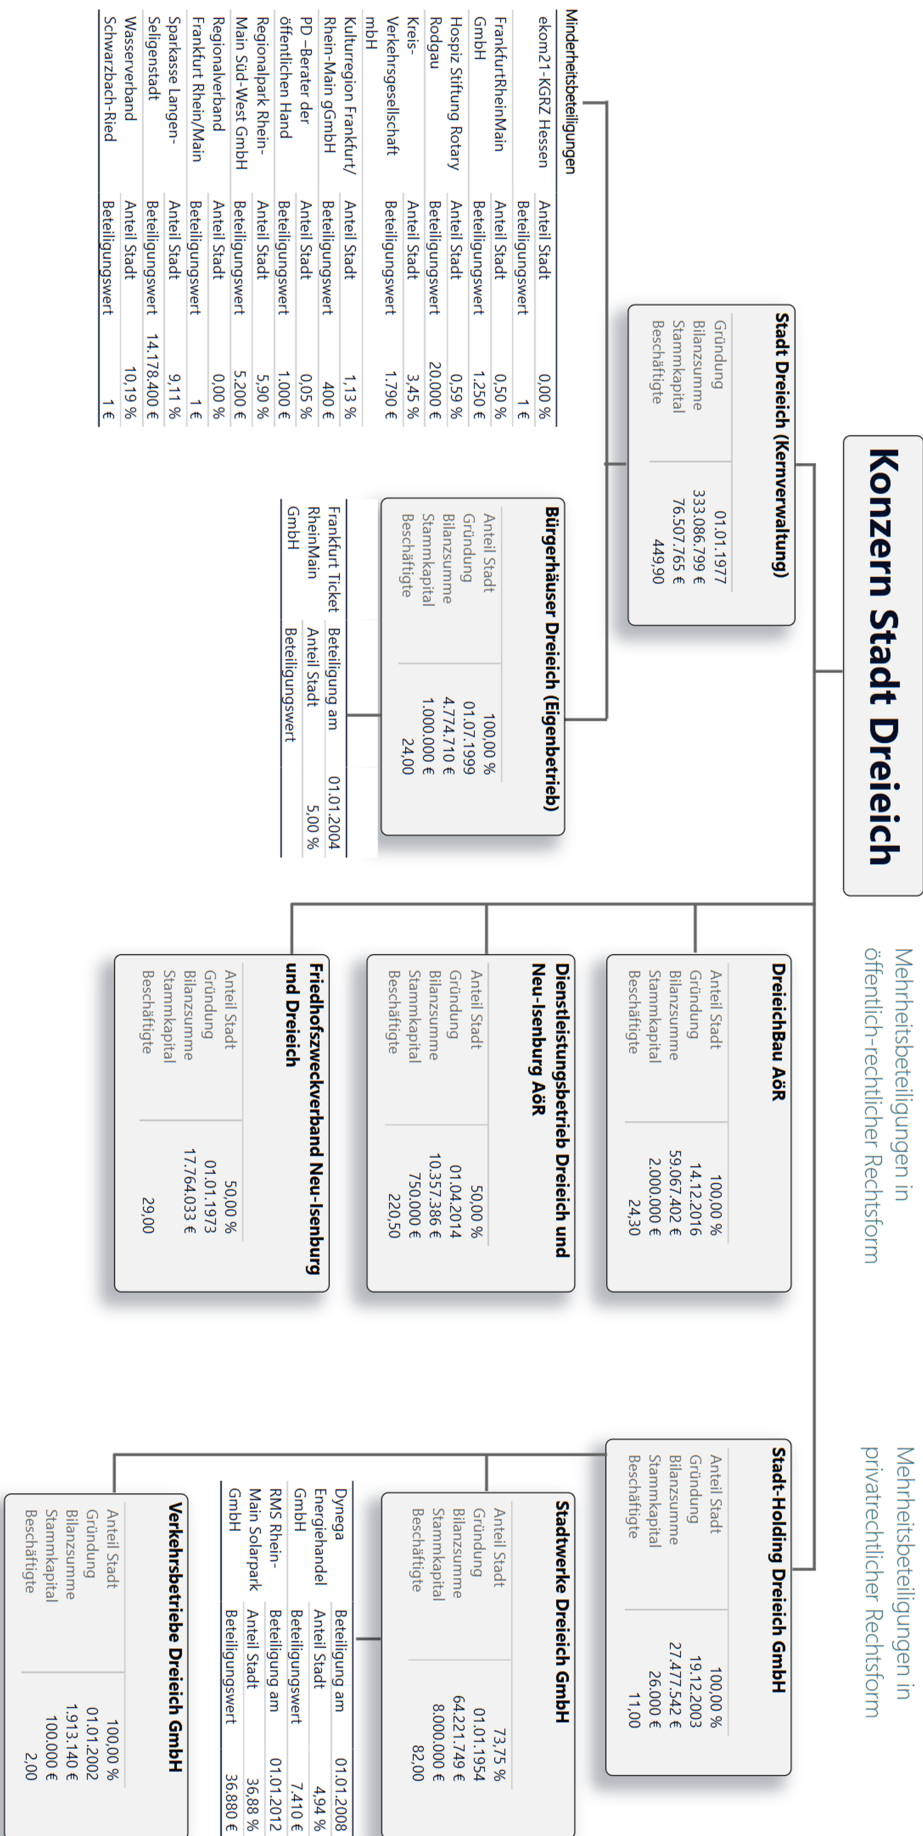 Konzern Stadt Dreieich
Mehrheitsbeteiligungen in
öffentlich-rechtlicher Rechtsform
Mehrheitsbeteiligungen in
privatrechtlicher Rechtsform
Stadt Dreieich (Kernverwaltung)
Gründung 01.01.1977
Bilanzsumme 333.086.799 €
Stammkapital 76.507.765 €
Beschäftigte 449,90
Minderheitsbeteiligungen
ekom21-KGRZ Hessen Anteil Stadt 0,00 %
Beteiligungswert 1 €
FrankfurtRheinMain Anteil Stadt 0,50 %
GmbH Beteiligungswert 1.250 €
Hospiz Stiftung Rotary Anteil Stadt 0,59 %
Rodgau Beteiligungswert 20.000 €
Kreis- Anteil Stadt 3,45 %
Verkehrsgesellschaft Beteiligungswert 1.790 €
mbH
Kulturregion Frankfurt/ Anteil Stadt 1,13 %
Rhein-Main gGmbH Beteiligungswert 400 €
PD –Berater der Anteil Stadt 0,05 %
öffentlichen Hand Beteiligungswert 1.000 €
Regionalpark Rhein- Anteil Stadt 5,90 %
Main Süd-West GmbH Beteiligungswert 5.200 €
Regionalverband Anteil Stadt 0,00 %
Frankfurt Rhein/Main Beteiligungswert 1 €
Sparkasse Langen- Anteil Stadt 9,11 %
Seligenstadt Beteiligungswert 14.178.400 €
Wasserverband Anteil Stadt 10,19 %
Schwarzbach-Ried Beteiligungswert 1 €
Bürgerhäuser Dreieich (Eigenbetrieb)
Anteil Stadt 100,00 %
Gründung 01.07.1999
Bilanzsumme 4.774.710 €
Stammkapital 1.000.000 €
Beschäftigte 24,00
Frankfurt Ticket Beteiligung am 01.01.2004
RheinMain Anteil Stadt 5,00 %
GmbH Beteiligungswert
DreieichBau AöR
Anteil Stadt 100,00 %
Gründung 14.12.2016
Bilanzsumme 59.067.402 €
Stammkapital 2.000.000 €
Beschäftigte 24,30
Dienstleistungsbetrieb Dreieich und
Neu-Isenburg AöR
Anteil Stadt 50,00 %
Gründung 01.04.2014
Bilanzsumme 10.357.386 €
Stammkapital 750.000 €
Beschäftigte 220,50
Friedhofszweckverband Neu-Isenburg
und Dreieich
Anteil Stadt 50,00 %
Gründung 01.01.1973
Bilanzsumme 17.764.033 €
Stammkapital
Beschäftigte 29,00
Stadt-Holding Dreieich GmbH
Anteil Stadt 100,00 %
Gründung 19.12.2003
Bilanzsumme 27.477.542 €
Stammkapital 26.000 €
Beschäftigte 11,00
Stadtwerke Dreieich GmbH
Anteil Stadt 73,75 %
Gründung 01.01.1954
Bilanzsumme 64.221.749 €
Stammkapital 8.000.000 €
Beschäftigte 82,00
Dynega Beteiligung am 01.01.2008
Energiehandel Anteil Stadt 4,94 %
GmbH Beteiligungswert 7.410 €
RMS Rhein- Beteiligung am 01.01.2012
Main Solarpark Anteil Stadt 36,88 %
GmbH Beteiligungswert 36.880 €
Verkehrsbetriebe Dreieich GmbH
Anteil Stadt 100,00 %
Gründung 01.01.2002
Bilanzsumme 1.913.140 €
Stammkapital 100.000 €
Beschäftigte 2,00